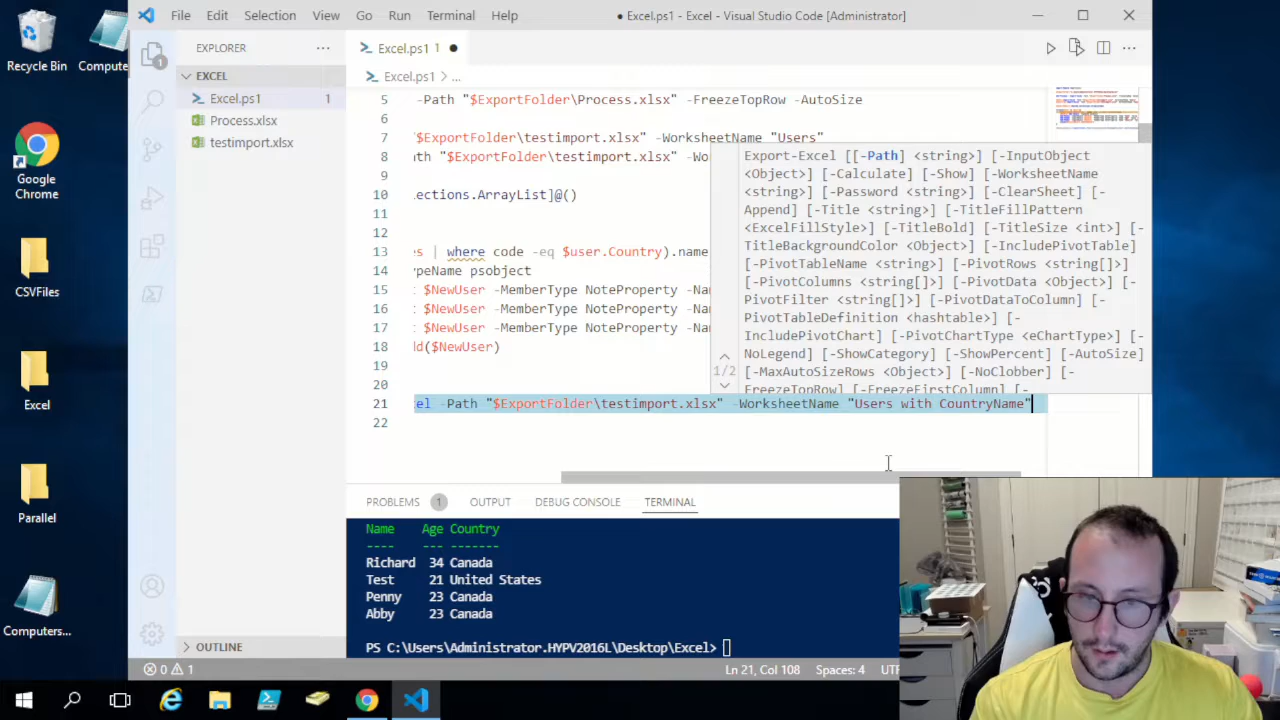 Recycle Bin
Compute
Google
Chrome
CSVFiles
Excel
Parallel
Computers...
File Edit Selection View Go Run Terminal Help
● Excel.ps1 - Excel - Visual Studio Code [Administrator]
EXPLORER ...
EXCEL
Excel.ps1 1
ocess.xlsx
testimport.xlsx
OUTLINE
Excel.ps1 1 ●
Excel.ps1 > ...
Path "$ExportFolder\Process.xlsx" -FreezeTopRow
$exportFolder\testimport.xlsx -WorksheetName "Users"
8 ath "$ExportFolder\testimport.xlsx" -Wo
9
10 ections.ArrayList]@()
11
12
13 s | where code -eq $user.Country).name
14 ypeName psobject
15 t $NewUser -MemberType NoteProperty -Na
16 t $NewUser -MemberType NoteProperty -Na
17 t $NewUser -MemberType NoteProperty -Na
18 dd($NewUser)
19
20
21 el -Path "$ExportFolder\testimport.xlsx" -WorksheetName "Users with CountryName"
22
Export-Excel [[-Path] <string>] [-InputObject
<Object>] [-Calculate] [-Show] [-WorksheetName
<string>] [-Password <string>] [-ClearSheet] [-
Append] [-Title <string>] [-TitleFillPattern
<ExcelFillStyle>] [-TitleBold] [-TitleSize <int>] [-
TitleBackgroundColor <Object>] [-IncludePivotTable]
[-PivotTableName <string>] [-PivotRows <string[]>]
[-PivotColumns <string[]>] [-PivotData <Object>] [-
PivotFilter <string[]>] [-PivotDataToColumn] [-
PivotTableDefinition <hashtable>] [-
IncludePivotChart] [-PivotChartType <eChartType>] [-
NoLegend] [-ShowCategory] [-ShowPercent] [-AutoSize]
[-MaxAutoSizeRows <Object>] [-NoClobber] [-
FreezeTopRow] [-FreezeFirstColumn] [-
1/2
PROBLEMS 1 OUTPUT DEBUG CONSOLE TERMINAL
Name Age Country
---- --- -------
Richard 34 Canada
Test 21 United States
Penny 23 Canada
Abby 23 Canada
PS C:\Users\Administrator.HYPV2016L\Desktop\Excel>
0 1
Ln 21, Col 108 Spaces: 4 UTF